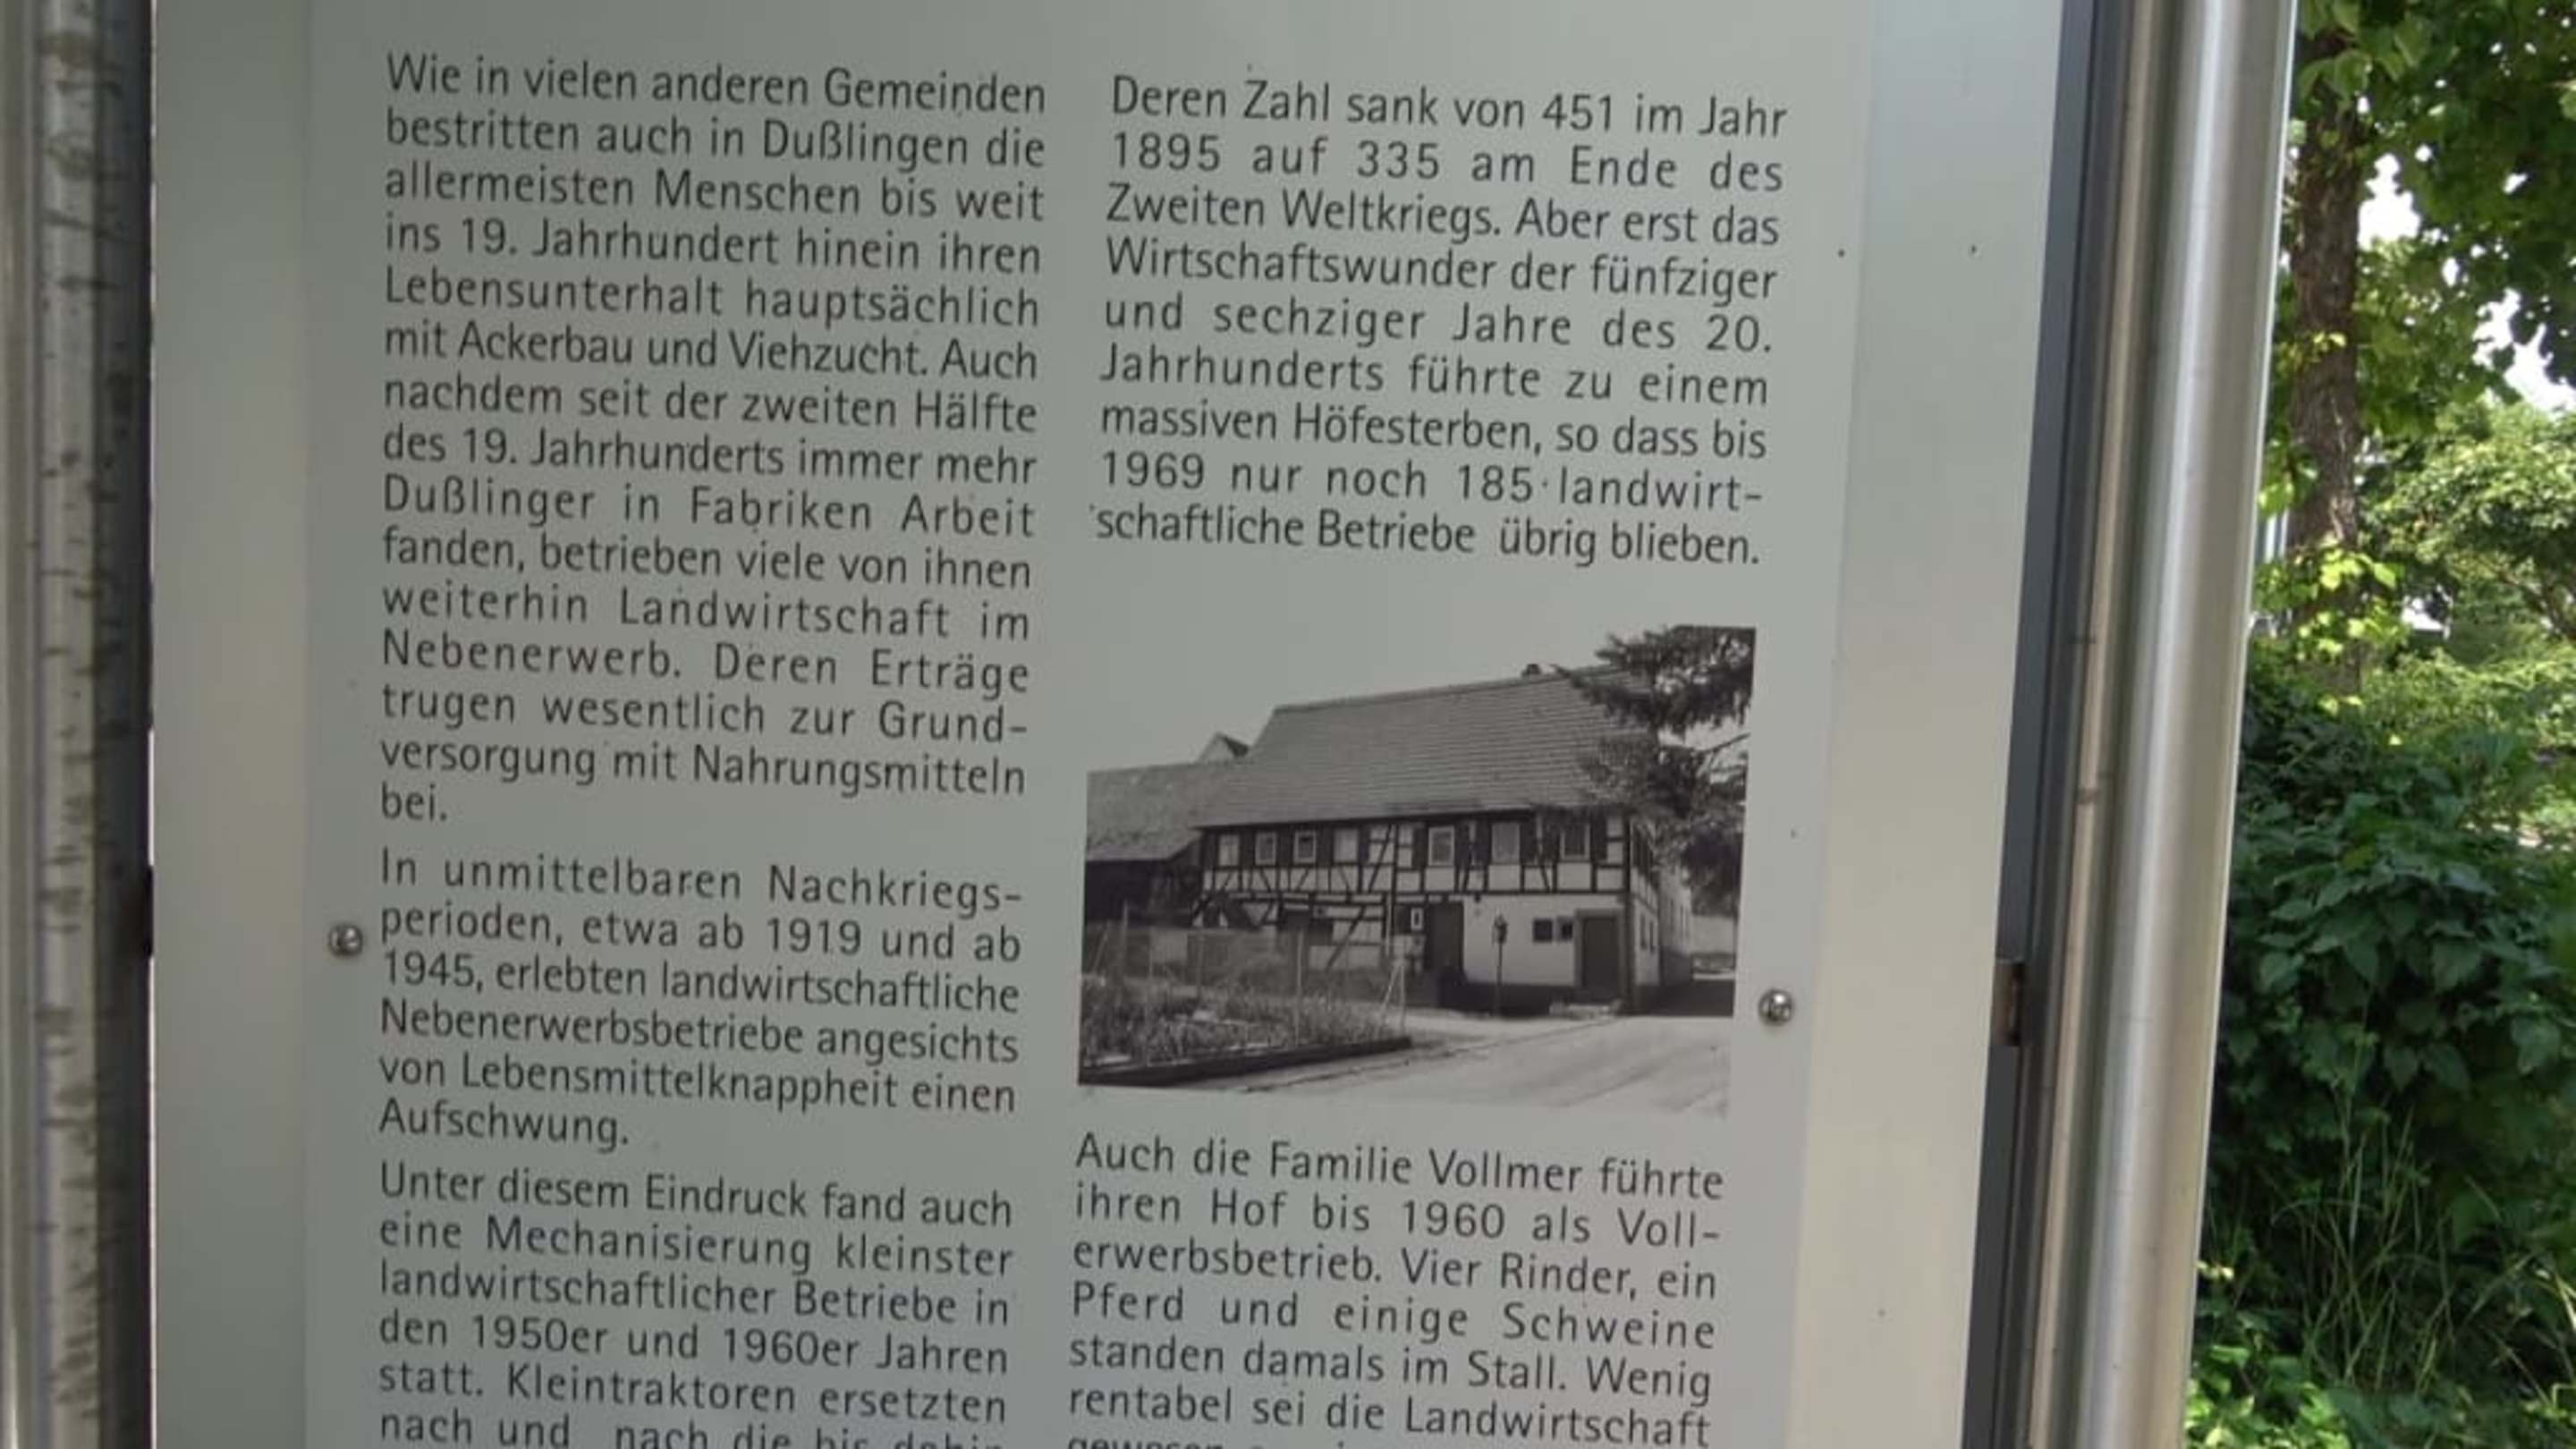 Wie in vielen anderen Gemeinden
bestritten auch in Dußlingen die
allermeisten Menschen bis weit
ins 19. Jahrhundert hinein ihren
Lebensunterhalt hauptsächlich
mit Ackerbau und Viehzucht. Auch
nachdem seit der zweiten Hälfte
des 19. Jahrhunderts immer mehr
Dußlinger in Fabriken Arbeit
fanden, betrieben viele von ihnen
weiterhin Landwirtschaft im
Nebenerwerb. Deren Erträge
trugen wesentlich zur Grund-
versorgung mit Nahrungsmitteln
bei.
In unmittelbaren Nachkriegs-
perioden, etwa ab 1919 und ab
1945, erlebten landwirtschaftliche
Nebenerwerbsbetriebe angesichts
von Lebensmittelknappheit einen
Aufschwung.
Unter diesem Eindruck fand auch
eine Mechanisierung kleinster
landwirtschaftlicher Betriebe in
den 1950er und 1960er Jahren
statt. Kleintraktoren ersetzten
nach und nach die bis dahin
Deren Zahl sank von 451 im Jahr
1895 auf 335 am Ende des
Zweiten Weltkriegs. Aber erst das
Wirtschaftswunder der fünfziger
und sechziger Jahre des 20.
Jahrhunderts führte zu einem
massiven Höfesterben, so dass bis
1969 nur noch 185 landwirt-
schaftliche Betriebe übrig blieben.
Auch die Familie Vollmer führte
ihren Hof bis 1960 als Voll-
erwerbsbetrieb. Vier Rinder, ein
Pferd und einige Schweine
standen damals im Stall. Wenig
rentabel sei die Landwirtschaft